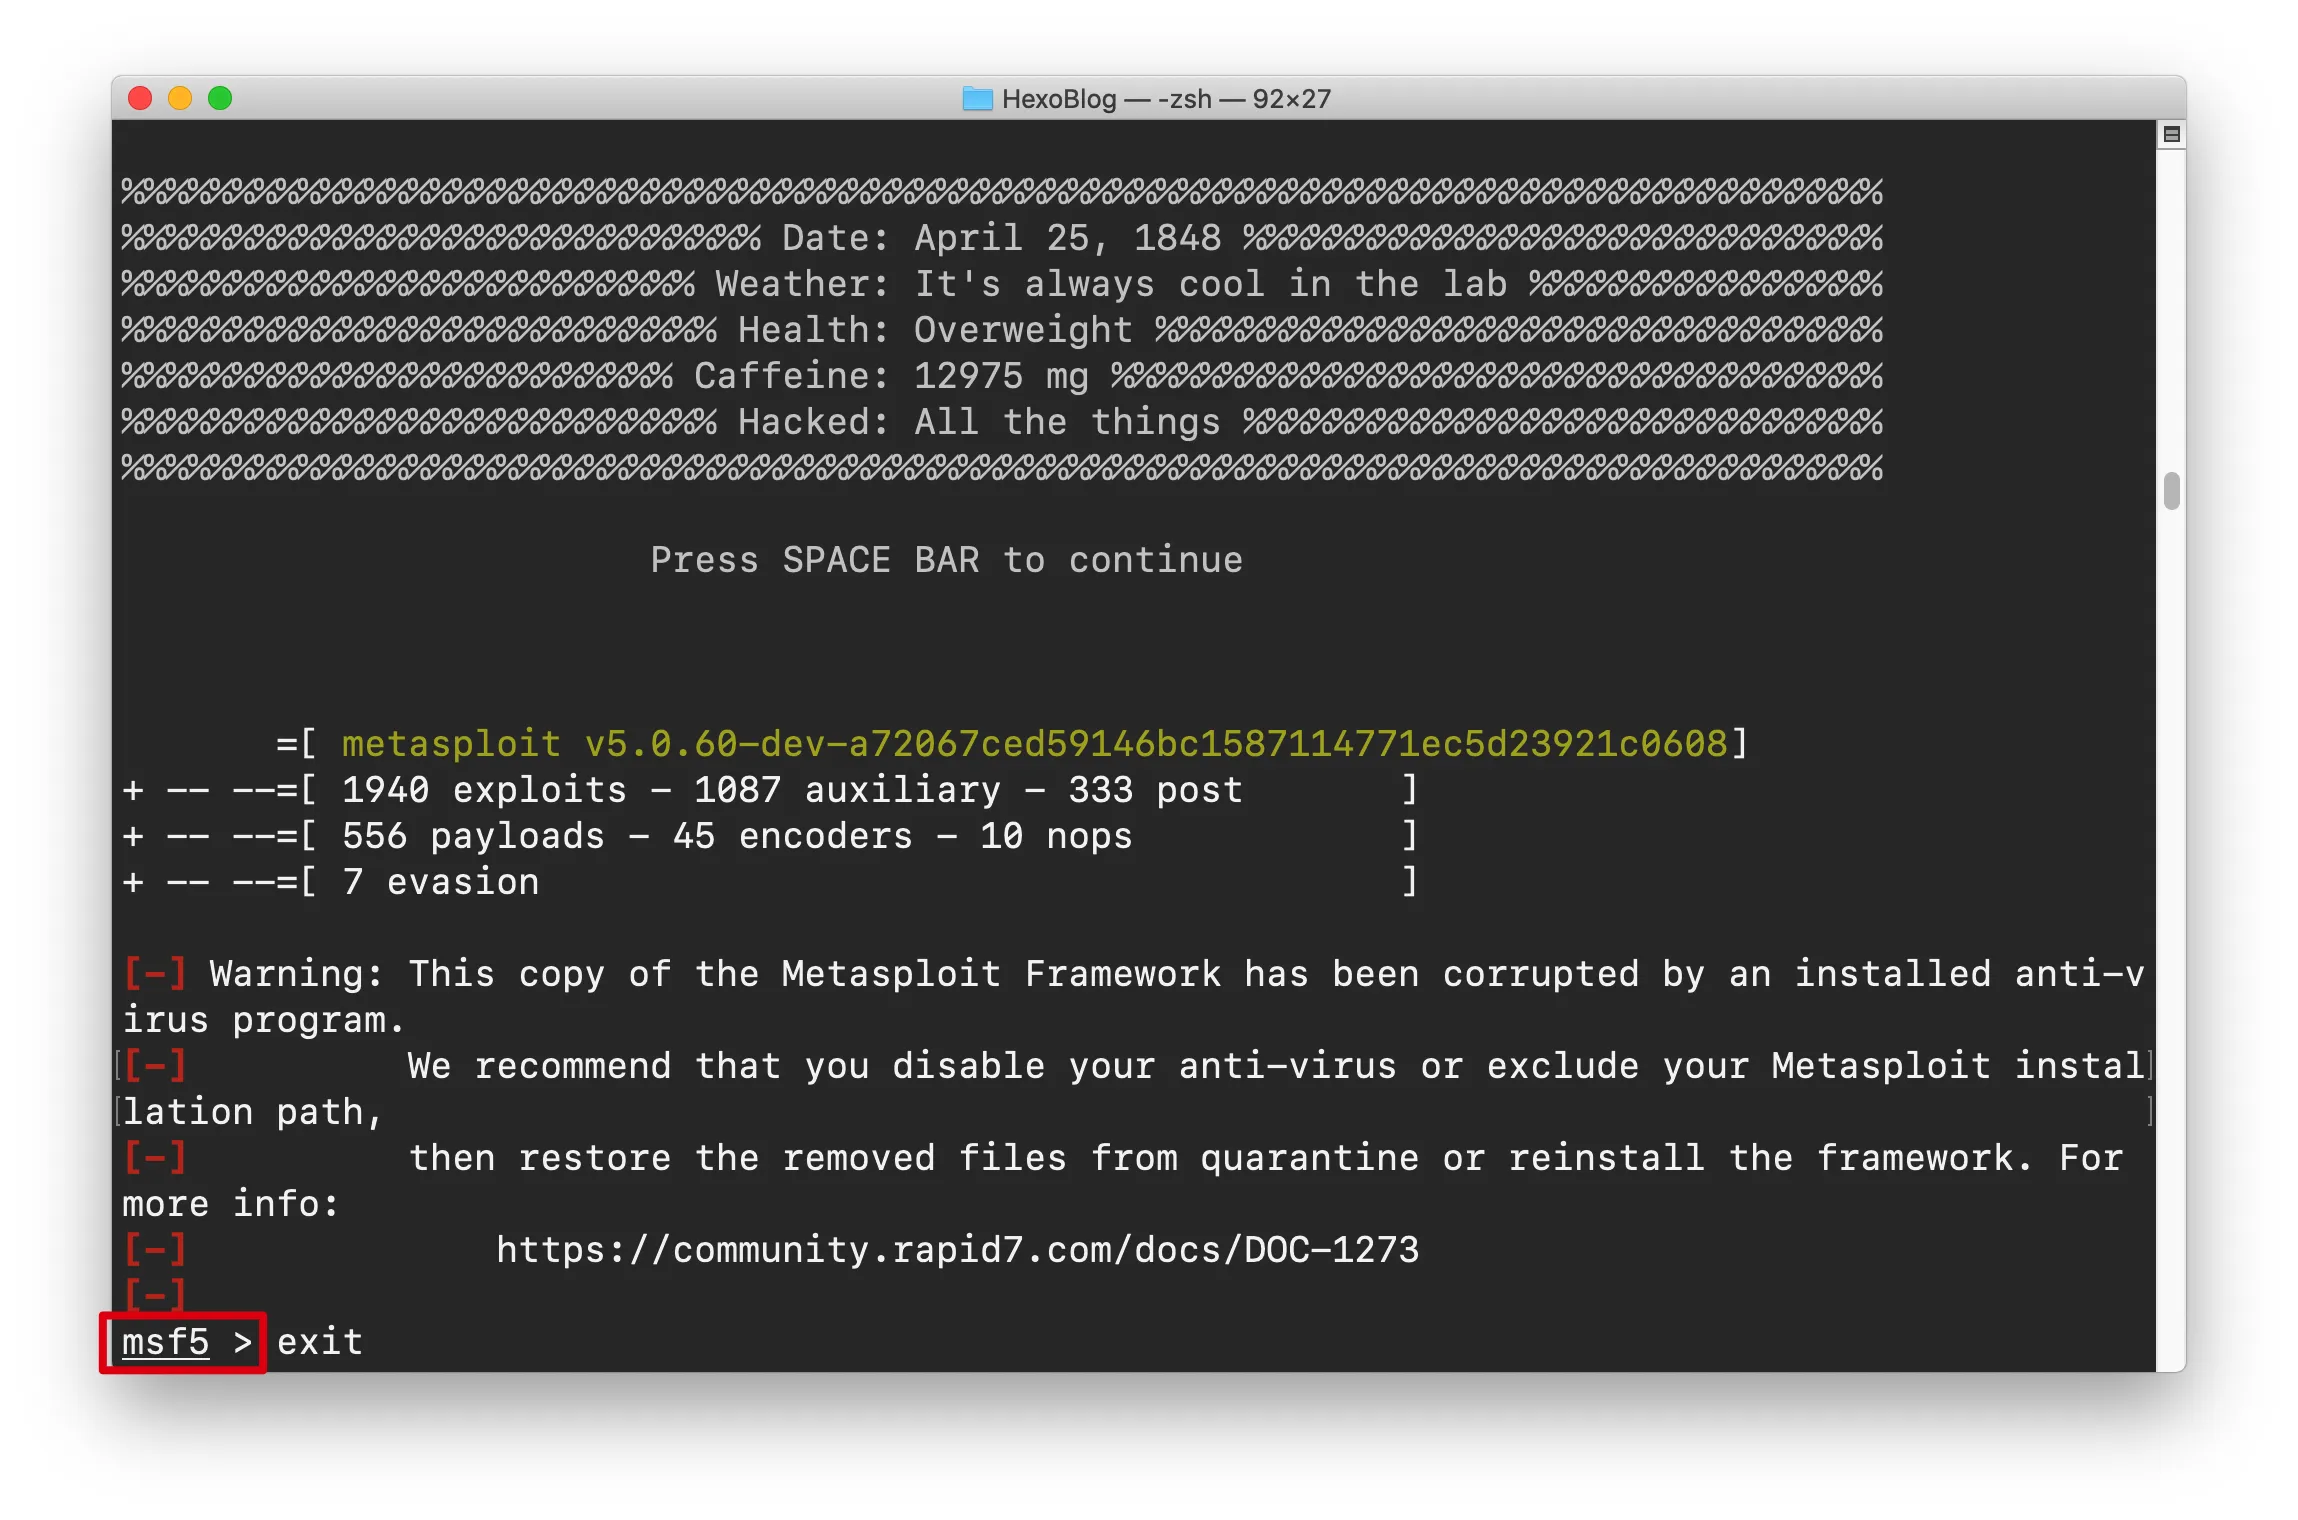 HexoBlog — -zsh — 92×27
%%%%%%%%%%%%%%%%%%%%%%%%%%%%%%%%%%%%%%%%%%%%%%%%%%%%%%%%%%%%%%%%%%%%%%%%%%%%%%%%%%
%%%%%%%%%%%%%%%%%%%%%%%%%%%%% Date: April 25, 1848 %%%%%%%%%%%%%%%%%%%%%%%%%%%%%
%%%%%%%%%%%%%%%%%%%%%%%%%% Weather: It's always cool in the lab %%%%%%%%%%%%%%%%
%%%%%%%%%%%%%%%%%%%%%%%%%%% Health: Overweight %%%%%%%%%%%%%%%%%%%%%%%%%%%%%%%%%
%%%%%%%%%%%%%%%%%%%%%%%%% Caffeine: 12975 mg %%%%%%%%%%%%%%%%%%%%%%%%%%%%%%%%%%%
%%%%%%%%%%%%%%%%%%%%%%%%%%% Hacked: All the things %%%%%%%%%%%%%%%%%%%%%%%%%%%%%
%%%%%%%%%%%%%%%%%%%%%%%%%%%%%%%%%%%%%%%%%%%%%%%%%%%%%%%%%%%%%%%%%%%%%%%%%%%%%%%%%%
Press SPACE BAR to continue
=[ metasploit v5.0.60-dev-a72067ced59146bc1587114771ec5d23921c0608]
+ -- --=[ 1940 exploits - 1087 auxiliary - 333 post ]
+ -- --=[ 556 payloads - 45 encoders - 10 nops ]
+ -- --=[ 7 evasion ]
[-] Warning: This copy of the Metasploit Framework has been corrupted by an installed anti-v
irus program.
[-] We recommend that you disable your anti-virus or exclude your Metasploit instal
lation path,
[-] then restore the removed files from quarantine or reinstall the framework. For
more info:
[-] https://community.rapid7.com/docs/DOC-1273
[-]
msf5 > exit